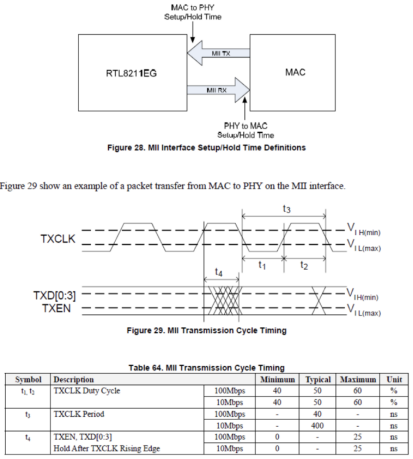 MAC to PHY
Setup/Hold Time
MII TX
RTL8211EG
MAC
MII RX
PHY to MAC
Setup/Hold Time
Figure 28. MII Interface Setup/Hold Time Definitions
Figure 29 show an example of a packet transfer from MAC to PHY on the MII interface.
t3
TXCLK
VIH(min)
VIL(max)
t1
t2
t4
TXD[0:3]
TXEN
VIH(min)
VIL(max)
Figure 29. MII Transmission Cycle Timing
Table 64. MII Transmission Cycle Timing
Symbol Description Minimum Typical Maximum Unit
t1, t2 TXCLK Duty Cycle 100Mbps 40 50 60 %
10Mbps 40 50 60 %
t3 TXCLK Period 100Mbps - 40 - ns
10Mbps - 400 - ns
t4 TXEN, TXD[0:3] 100Mbps 0 - 25 ns
Hold After TXCLK Rising Edge 10Mbps 0 - 25 ns